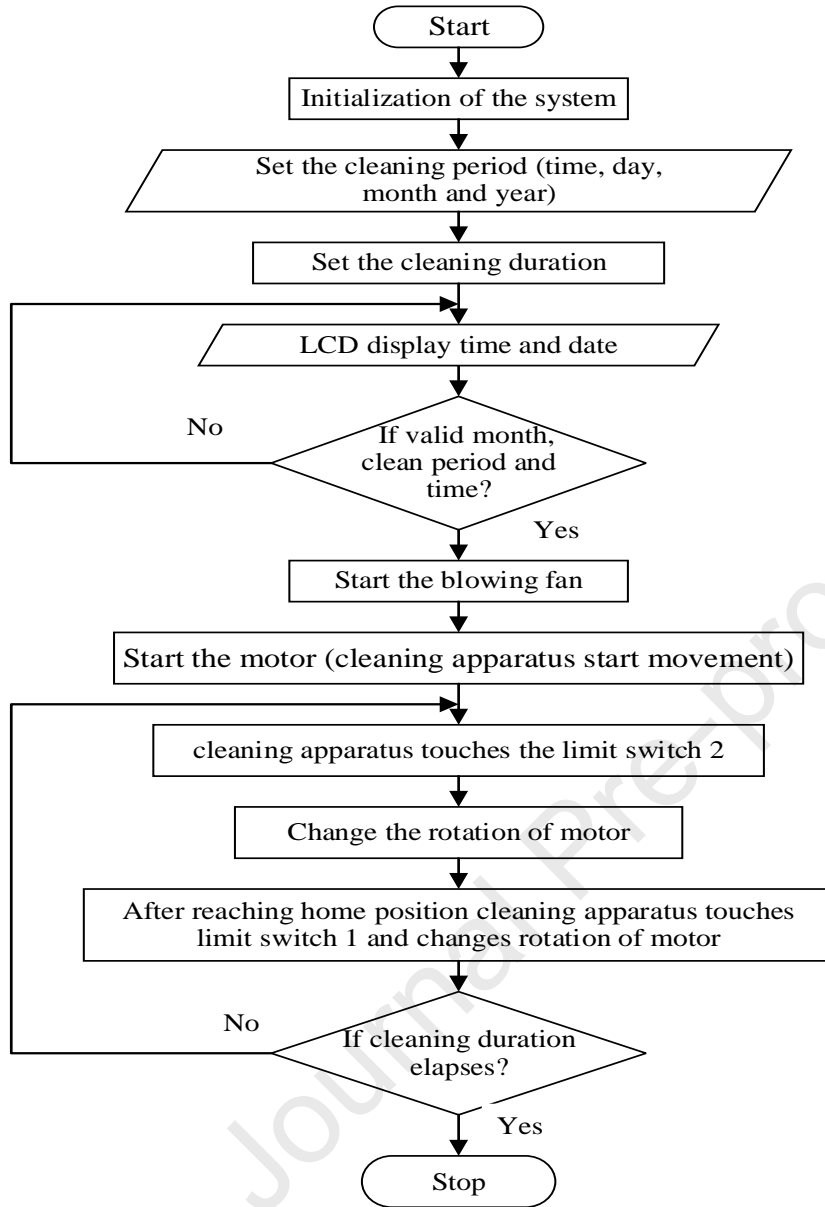 Start
Initialization of the system
Set the cleaning period (time, day,
month and year)
Set the cleaning duration
LCD display time and date
No
If valid month,
clean period and
time?
Yes
Start the blowing fan
Start the motor (cleaning apparatus start movement)
cleaning apparatus touches the limit switch 2
Change the rotation of motor
After reaching home position cleaning apparatus touches
limit switch 1 and changes rotation of motor
No
If cleaning duration
elapses?
Yes
Stop
Journal Pre-pro